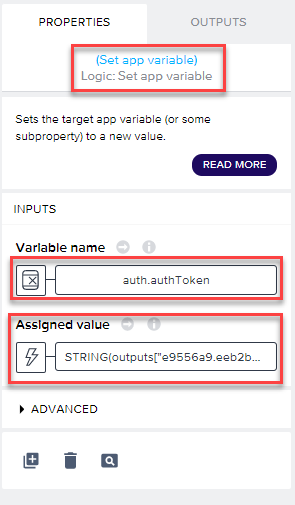 PROPERTIES
OUTPUTS
(Set app variable)
Logic: Set app variable
Sets the target app variable (or some
subproperty) to a new value.
READ MORE
INPUTS
Variable name
auth.authToken
Assigned value
STRING(outputs["e9556a9.eeb2b...
ADVANCED